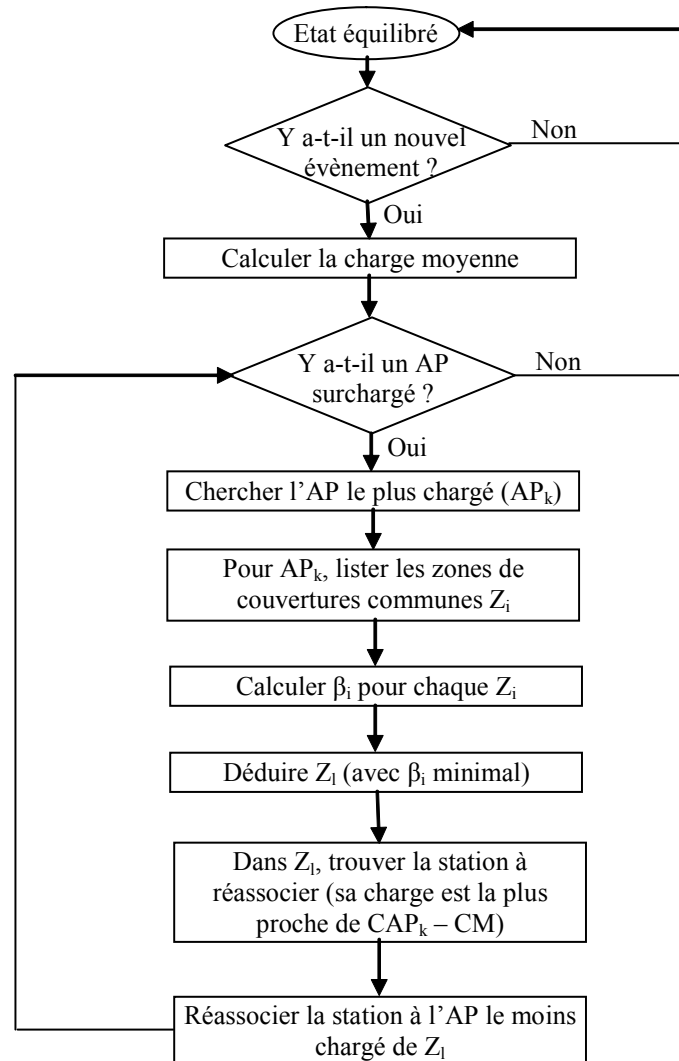 Etat équilibré
Y a-t-il un nouvel
évènement ?
Non
Oui
Calculer la charge moyenne
Y a-t-il un AP
surchargé ?
Non
Oui
Chercher l’AP le plus chargé (APk)
Pour APk, lister les zones de
couvertures communes Zi
Calculer βi pour chaque Zi
Déduire Zl (avec βi minimal)
Dans Zl, trouver la station à
réassocier (sa charge est la plus
proche de CAPk – CM)
Réassocier la station à l’AP le moins
chargé de Zl